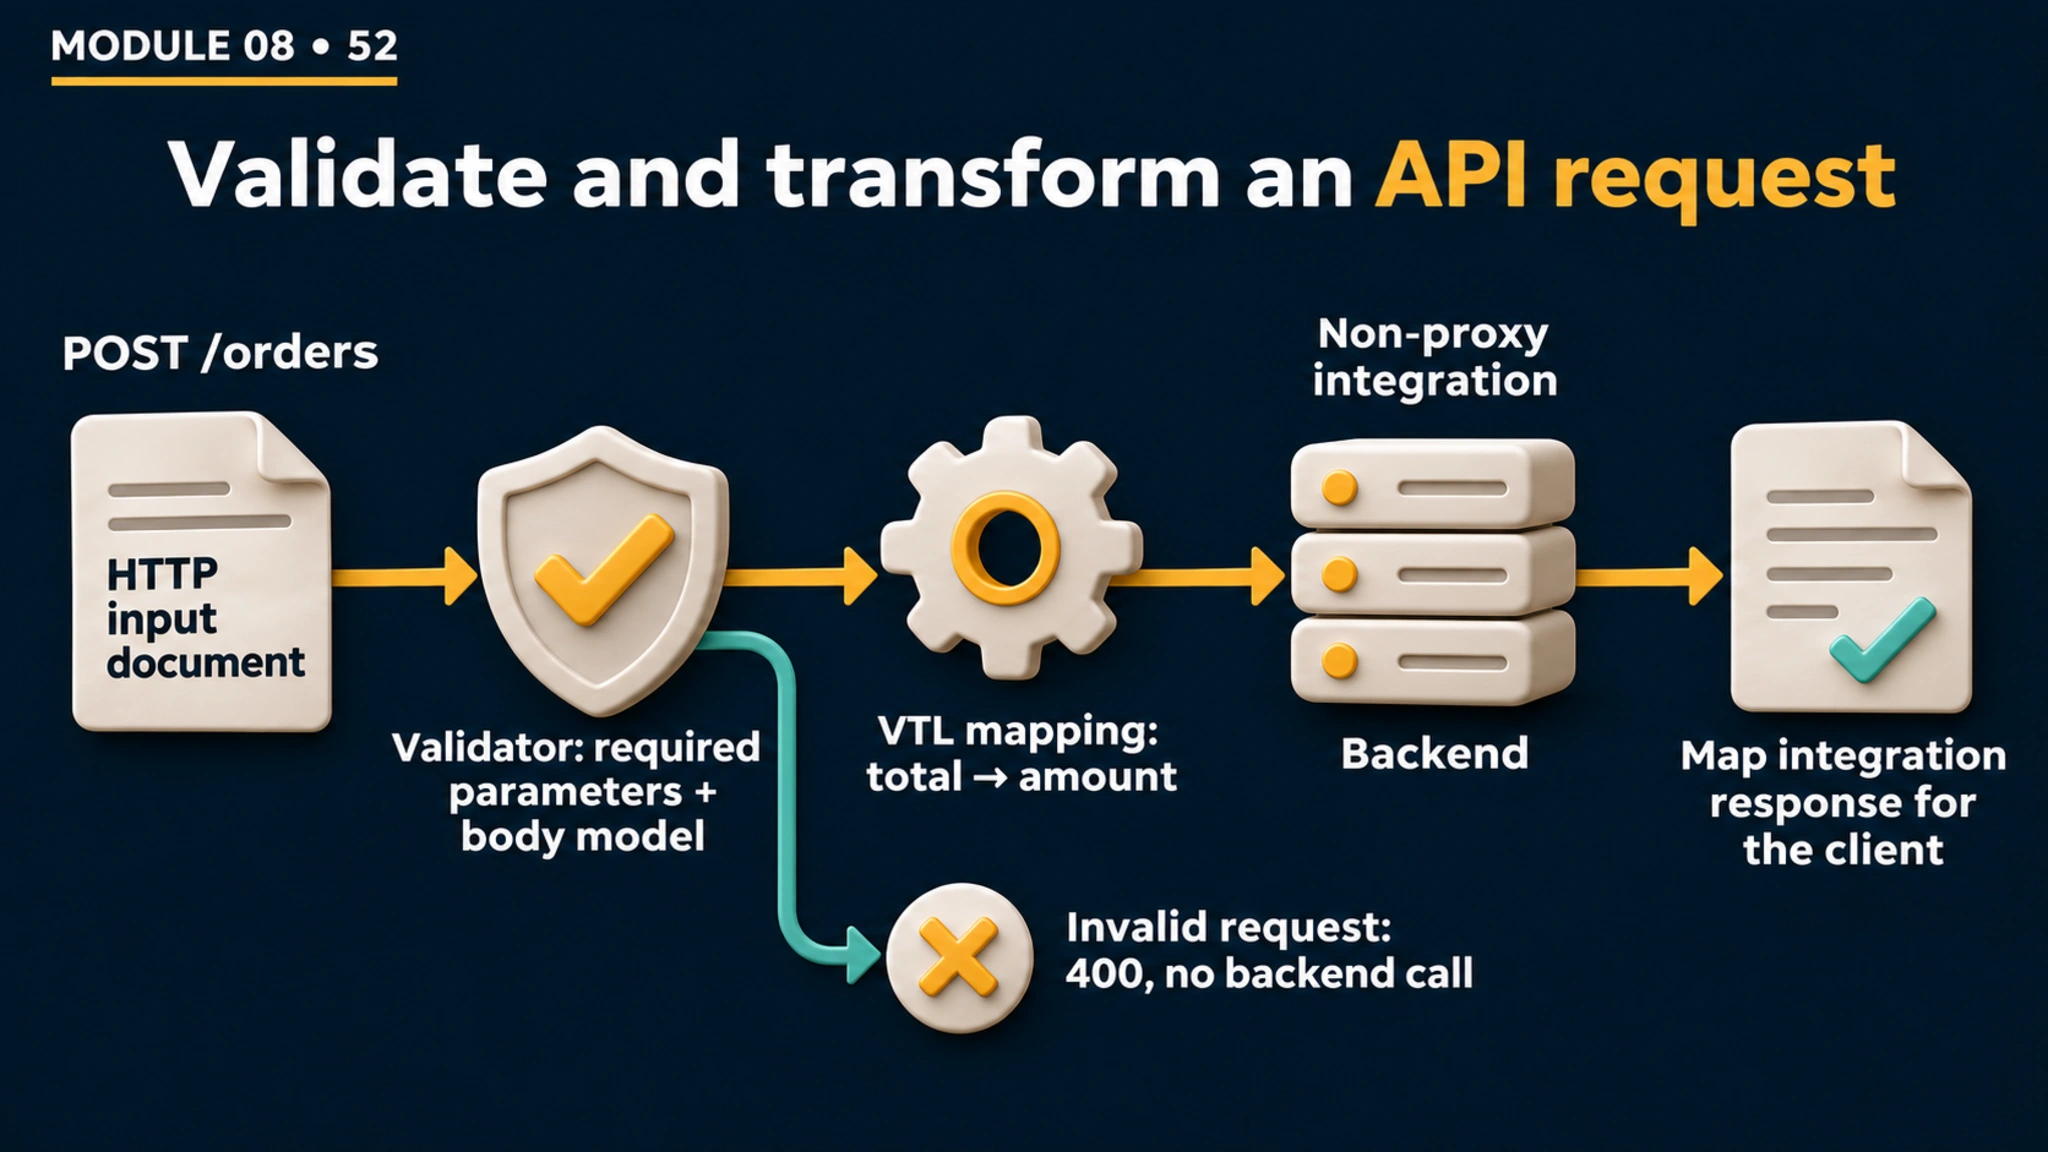 MODULE 08 • 52
Validate and transform an API request
POST /orders
HTTP
input
document
Validator: required
parameters +
body model
VTL mapping:
total → amount
Non-proxy
integration
Backend
Map integration
response for
the client
Invalid request:
400, no backend call